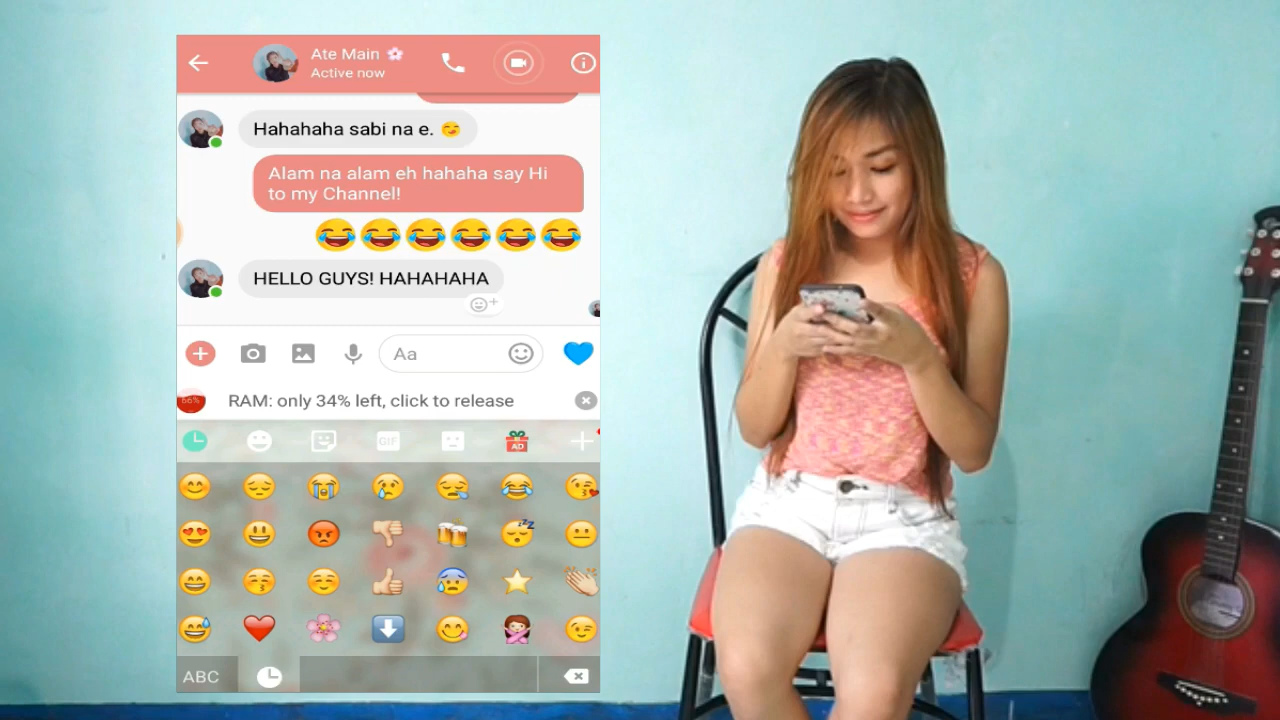 Ate Main 🌸
Active now
Hahahaha sabi na e. 😏
Alam na alam eh hahaha say Hi
to my Channel!
😂😂😂😂😂😂
HELLO GUYS! HAHAHAHA
Aa
66%
RAM: only 34% left, click to release
GIF
AD
ABC